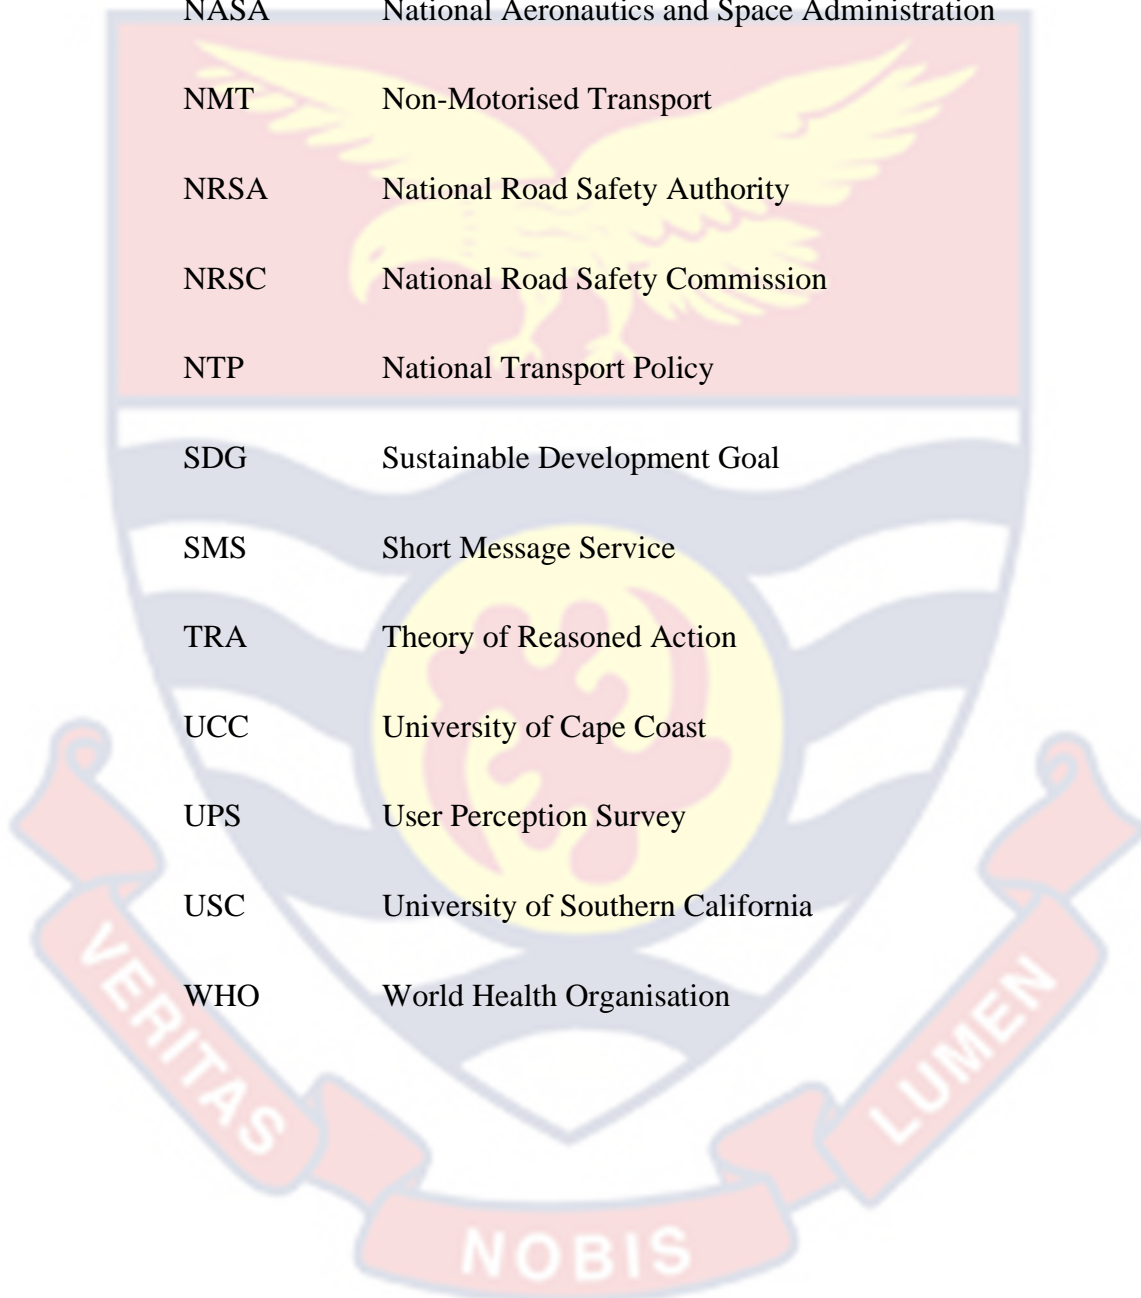 NASA National Aeronautics and Space Administration
NMT Non-Motorised Transport
NRSA National Road Safety Authority
NRSC National Road Safety Commission
NTP National Transport Policy
SDG Sustainable Development Goal
SMS Short Message Service
TRA Theory of Reasoned Action
UCC University of Cape Coast
UPS User Perception Survey
USC University of Southern California
WHO World Health Organisation
VERITAS
NOBIS
LUMEN